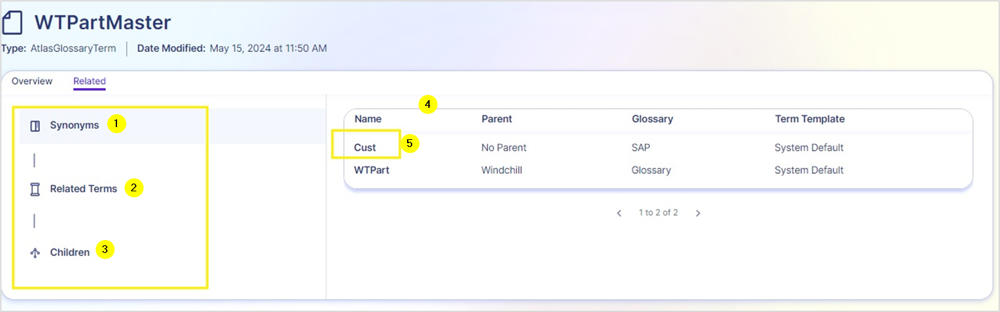 WTPartMaster
Type: AtlasGlossaryTerm Date Modified: May 15, 2024 at 11:50 AM
Overview Related
Synonyms 1
Related Terms 2
Children 3
4
Name Parent Glossary Term Template
Cust 5 No Parent SAP System Default
WTPart Windchill Glossary System Default
< 1 to 2 of 2 >